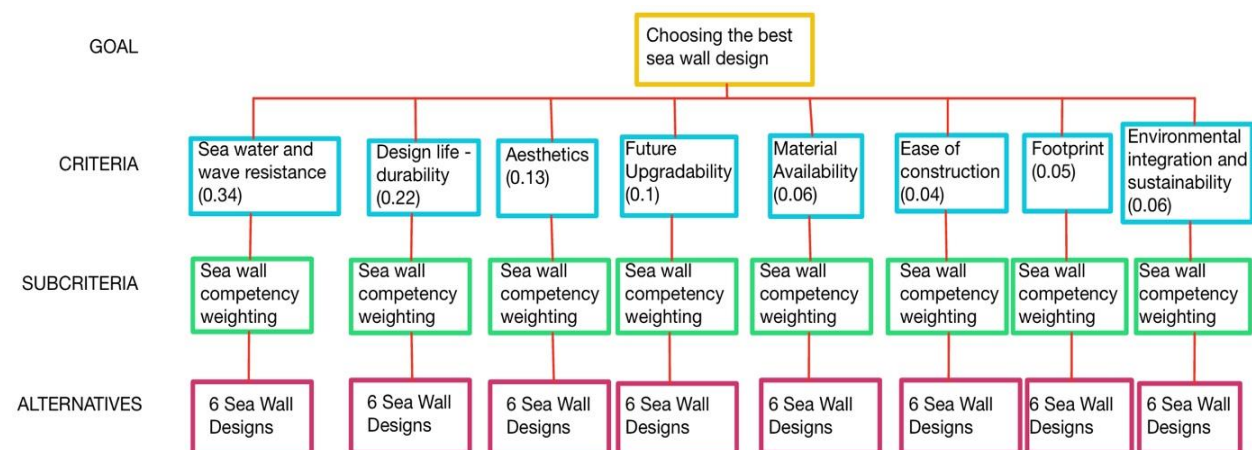 GOAL
Choosing the best
sea wall design
CRITERIA
Sea water and
wave resistance
(0.34)
Design life -
durability
(0.22)
Aesthetics
(0.13)
Future
Upgradability
(0.1)
Material
Availability
(0.06)
Ease of
construction
(0.04)
Footprint
(0.05)
Environmental
integration and
sustainability
(0.06)
SUBCRITERIA
Sea wall
competency
weighting
Sea wall
competency
weighting
Sea wall
competency
weighting
Sea wall
competency
weighting
Sea wall
competency
weighting
Sea wall
competency
weighting
Sea wall
competency
weighting
Sea wall
competency
weighting
ALTERNATIVES
6 Sea Wall
Designs
6 Sea Wall
Designs
6 Sea Wall
Designs
6 Sea Wall
Designs
6 Sea Wall
Designs
6 Sea Wall
Designs
6 Sea Wall
Designs
6 Sea Wall
Designs